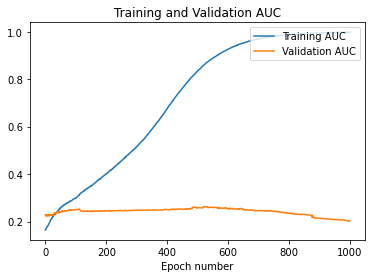 Training and Validation AUC
Training AUC
Validation AUC
1.0
0.8
0.6
0.4
0.2
0
200
400
600
800
1000
Epoch number